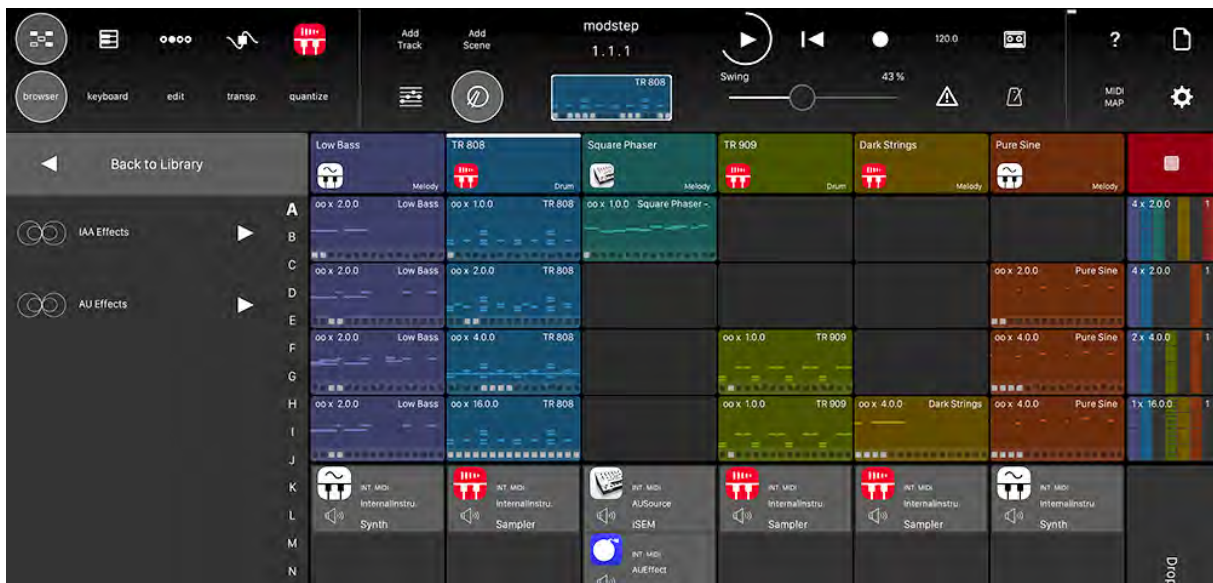 Add Track
Add Scene
modstep
1.1.1
120.0
?
TR 808
Swing
43 %
browser
keyboard
edit
transp.
quantize
MIDI MAP
Back to Library
Low Bass
Melody
TR 808
Drum
Square Phaser
Melody
TR 909
Drum
Dark Strings
Melody
Pure Sine
Melody
IAA Effects
AU Effects
A
B
C
D
E
F
G
H
I
J
K
L
M
N
oo x 2.0.0 Low Bass
oo x 1.0.0 TR 808
oo x 1.0.0 Square Phaser -.
4 x 2.0.0 1
oo x 2.0.0 Low Bass
oo x 2.0.0 TR 808
oo x 2.0.0 Pure Sine
4 x 2.0.0 1
oo x 2.0.0 Low Bass
oo x 4.0.0 TR 808
oo x 1.0.0 TR 909
oo x 4.0.0 Pure Sine
2 x 4.0.0 1
oo x 2.0.0 Low Bass
oo x 16.0.0 TR 808
oo x 1.0.0 TR 909
oo x 4.0.0 Dark Strings
oo x 4.0.0 Pure Sine
1 x 16.0.0 1
INT. MIDI
InternalInstru.
Synth
INT. MIDI
InternalInstru.
Sampler
INT. MIDI
AUSource
iSEM
INT. MIDI
InternalInstru.
Sampler
INT. MIDI
InternalInstru.
Sampler
INT. MIDI
InternalInstru.
Synth
INT. MIDI
AUEffect
Drop